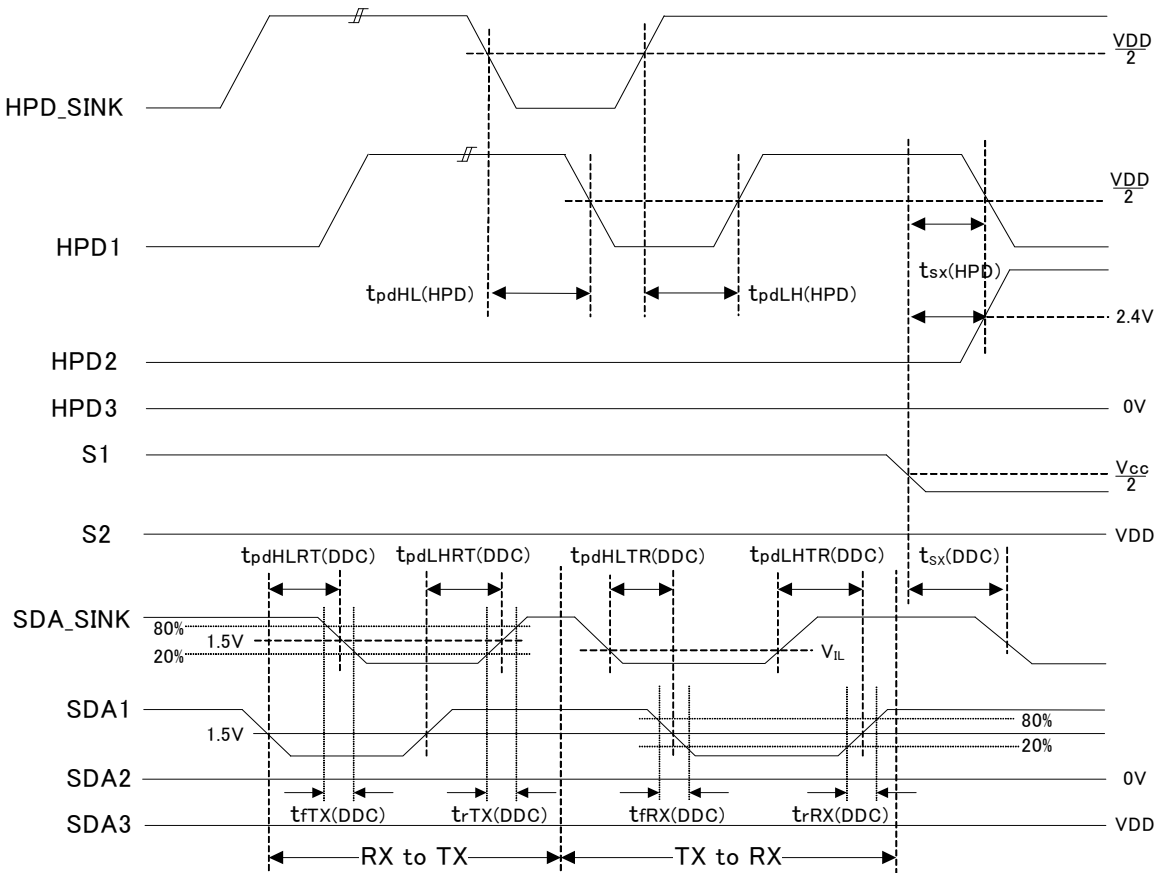 VDD
2
HPD_SINK
VDD
2
HPD1
tpdHL(HPD)
tpdLH(HPD)
tsx(HPD)
2.4V
HPD2
HPD3
0V
S1
Vcc
2
S2
VDD
tpdHLRT(DDC)
tpdLHRT(DDC)
tpdHLTR(DDC)
tpdLHTR(DDC)
tsx(DDC)
SDA_SINK
80%
1.5V
20%
VIL
SDA1
1.5V
80%
20%
SDA2
0V
tfTX(DDC)
trTX(DDC)
tfRX(DDC)
trRX(DDC)
SDA3
VDD
RX to TX
TX to RX